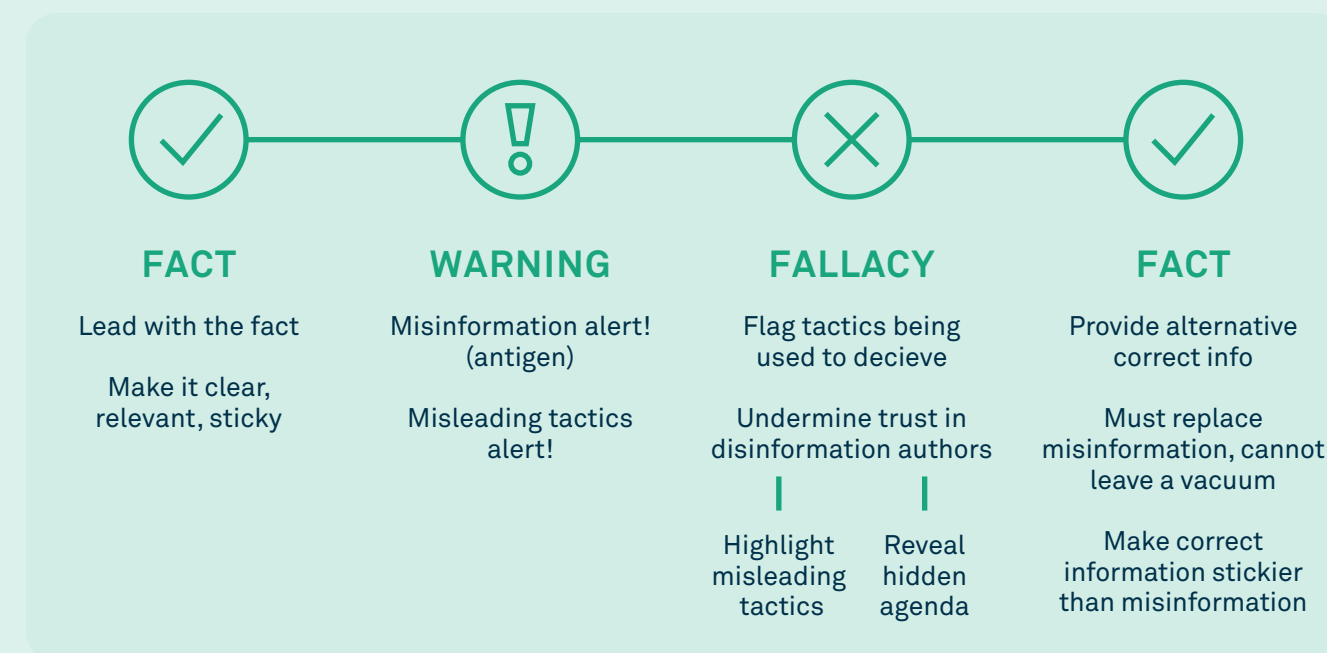 FACT
Lead with the fact
Make it clear,
relevant, sticky
WARNING
Misinformation alert!
(antigen)
Misleading tactics
alert!
FALLACY
Flag tactics being
used to decieve
Undermine trust in
disinformation authors
Highlight
misleading
tactics
Reveal
hidden
agenda
FACT
Provide alternative
correct info
Must replace
misinformation, cannot
leave a vacuum
Make correct
information stickier
than misinformation